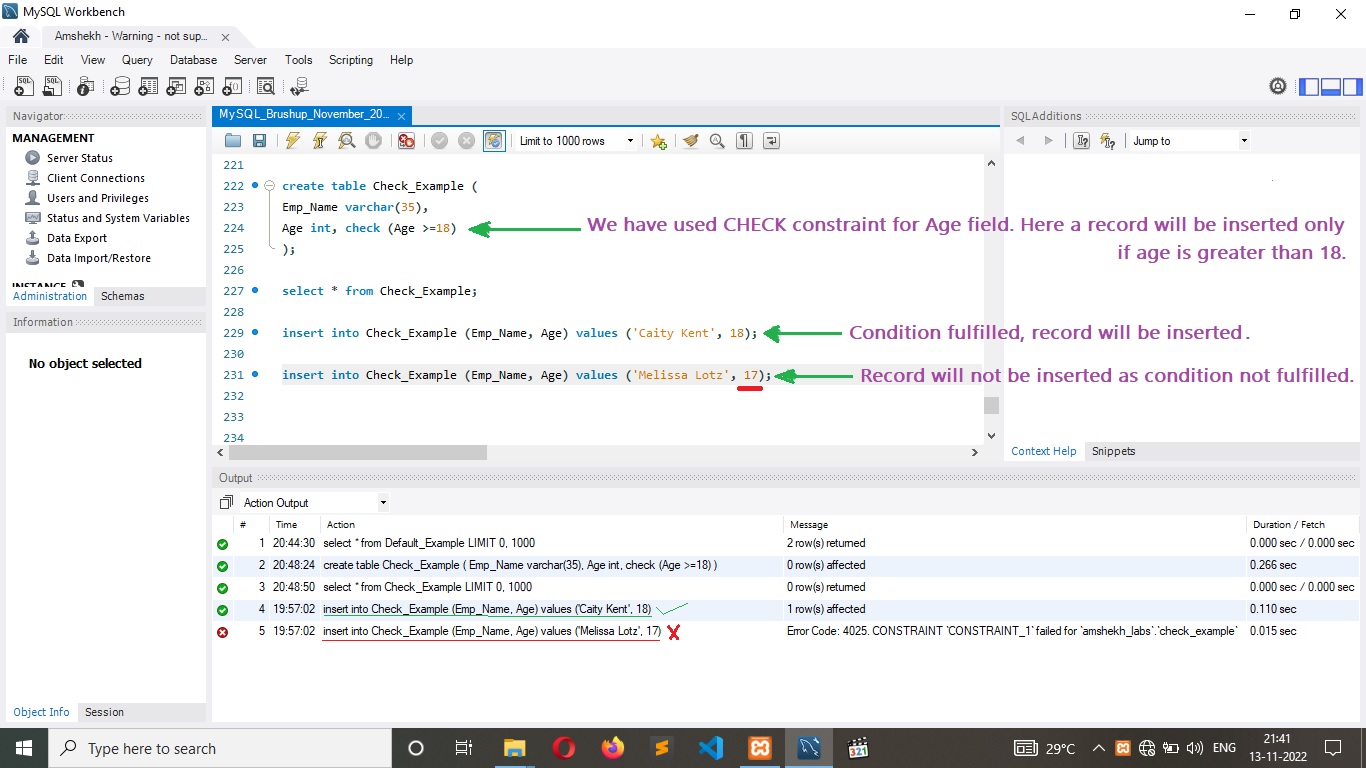 MySQL Workbench
Amshekh - Warning - not sup...
File Edit View Query Database Server Tools Scripting Help
Navigator
MANAGEMENT
Server Status
Client Connections
Users and Privileges
Status and System Variables
Data Export
Data Import/Restore
INSTANCE
Administration Schemas
Information
No object selected
Object Info Session
MySQL_Brushup_November_20...
Limit to 1000 rows
221
222 create table Check_Example (
223 Emp_Name varchar(35),
224 Age int, check (Age >=18)
We have used CHECK constraint for Age field. Here a record will be inserted only
if age is greater than 18.
225 );
226
227 select * from Check_Example;
228
229 insert into Check_Example (Emp_Name, Age) values ('Caity Kent', 18);
Condition fulfilled, record will be inserted.
230
231 insert into Check_Example (Emp_Name, Age) values ('Melissa Lotz', 17);
Record will not be inserted as condition not fulfilled.
232
233
234
SQLAdditions
Jump to
Context Help Snippets
Output
Action Output
# Time Action Message Duration / Fetch
1 20:44:30 select * from Default_Example LIMIT 0, 1000 2 row(s) returned 0.000 sec / 0.000 sec
2 20:48:24 create table Check_Example ( Emp_Name varchar(35), Age int, check (Age >=18) ) 0 row(s) affected 0.266 sec
3 20:48:50 select * from Check_Example LIMIT 0, 1000 0 row(s) returned 0.000 sec / 0.000 sec
4 19:57:02 insert into Check_Example (Emp_Name, Age) values ('Caity Kent', 18) 1 row(s) affected 0.110 sec
5 19:57:02 insert into Check_Example (Emp_Name, Age) values ('Melissa Lotz', 17) Error Code: 4025. CONSTRAINT `CONSTRAINT_1` failed for `amshekh_labs`.`check_example` 0.015 sec
Type here to search
321
29°C
ENG
21:41
13-11-2022